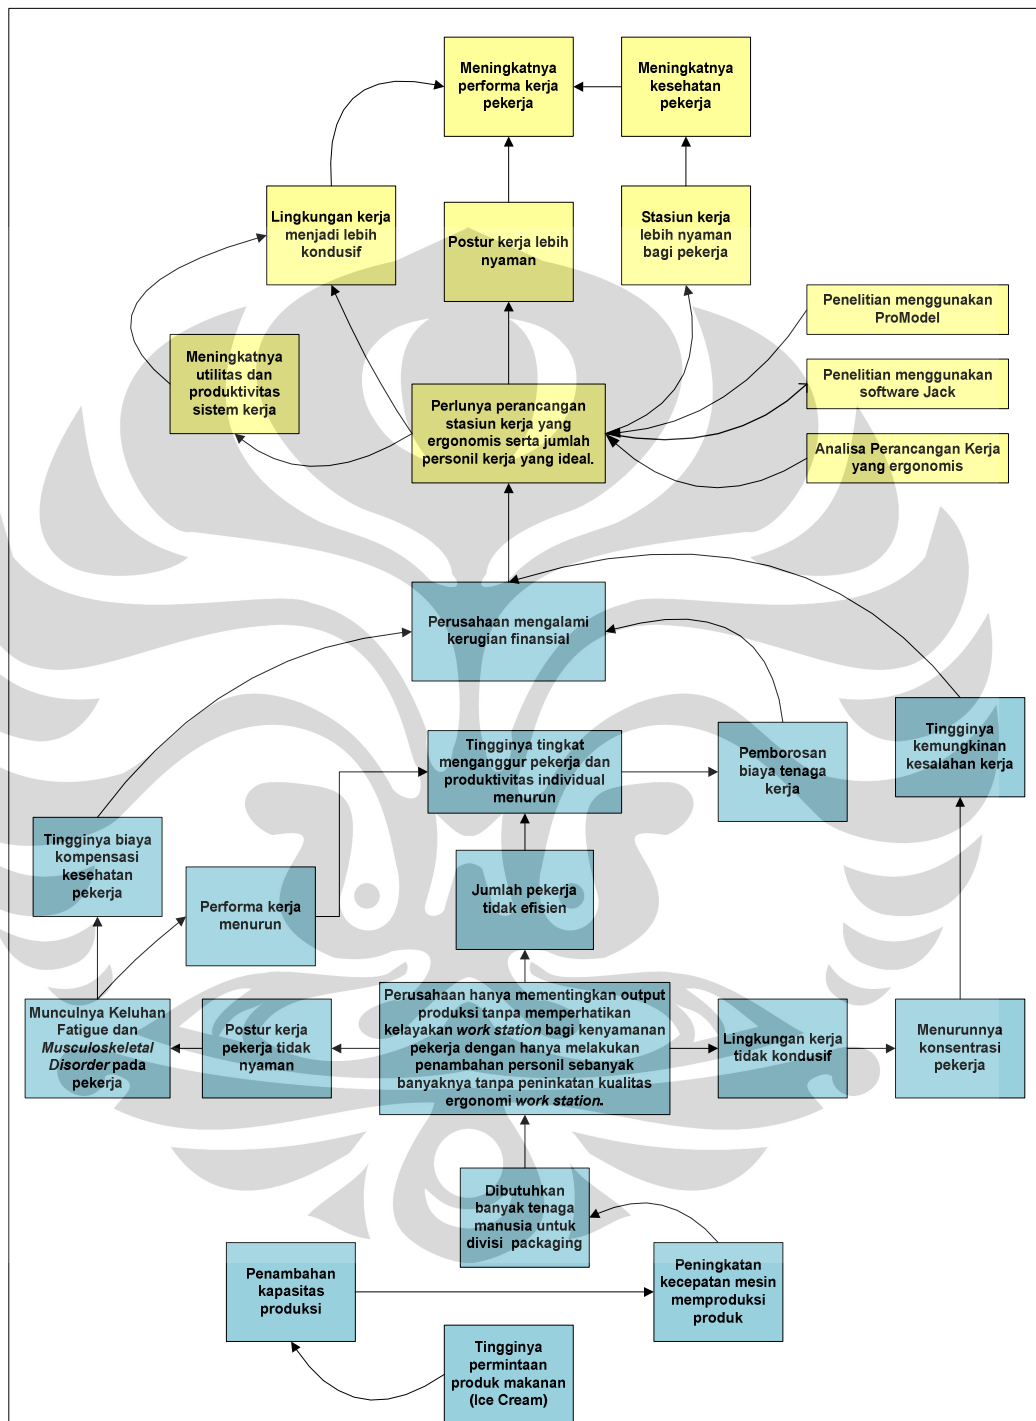 Meningkatnya
performa kerja
pekerja
Meningkatnya
kesehatan
pekerja
Lingkungan kerja
menjadi lebih
kondusif
Postur kerja lebih
nyaman
Stasiun kerja
lebih nyaman
bagi pekerja
Penelitian menggunakan
ProModel
Meningkatnya
utilitas dan
produktivitas
sistem kerja
Perlunya perancangan
stasiun kerja yang
ergonomis serta jumlah
personil kerja yang ideal.
Penelitian menggunakan
software Jack
Analisa Perancangan Kerja
yang ergonomis
Perusahaan mengalami
kerugian finansial
Tingginya tingkat
menganggur pekerja dan
produktivitas individual
menurun
Pemborosan
biaya tenaga
kerja
Tingginya
kemungkinan
kesalahan kerja
Tingginya biaya
kompensasi
kesehatan
pekerja
Performa kerja
menurun
Jumlah pekerja
tidak efisien
Munculnya Keluhan
Fatigue dan
Musculoskeletal
Disorder pada
pekerja
Postur kerja
pekerja tidak
nyaman
Perusahaan hanya mementingkan output
produksi tanpa memperhatikan
kelayakan work station bagi kenyamanan
pekerja dengan hanya melakukan
penambahan personil sebanyak
banyaknya tanpa peninkatan kualitas
ergonomi work station.
Lingkungan kerja
tidak kondusif
Menurunnya
konsentrasi
pekerja
Dibutuhkan
banyak tenaga
manusia untuk
divisi packaging
Penambahan
kapasitas
produksi
Peningkatan
kecepatan mesin
memproduksi
produk
Tingginya
permintaan
produk makanan
(Ice Cream)